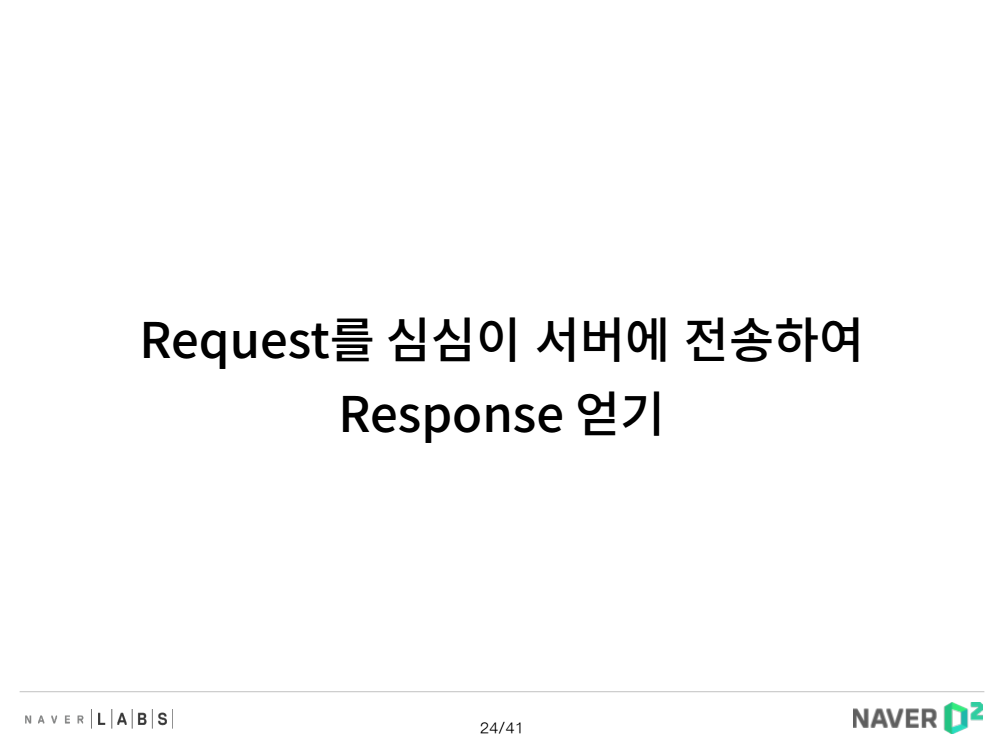 Request를 심심이 서버에 전송하여
Response 얻기
NAVER LABS
24/41
NAVER D2